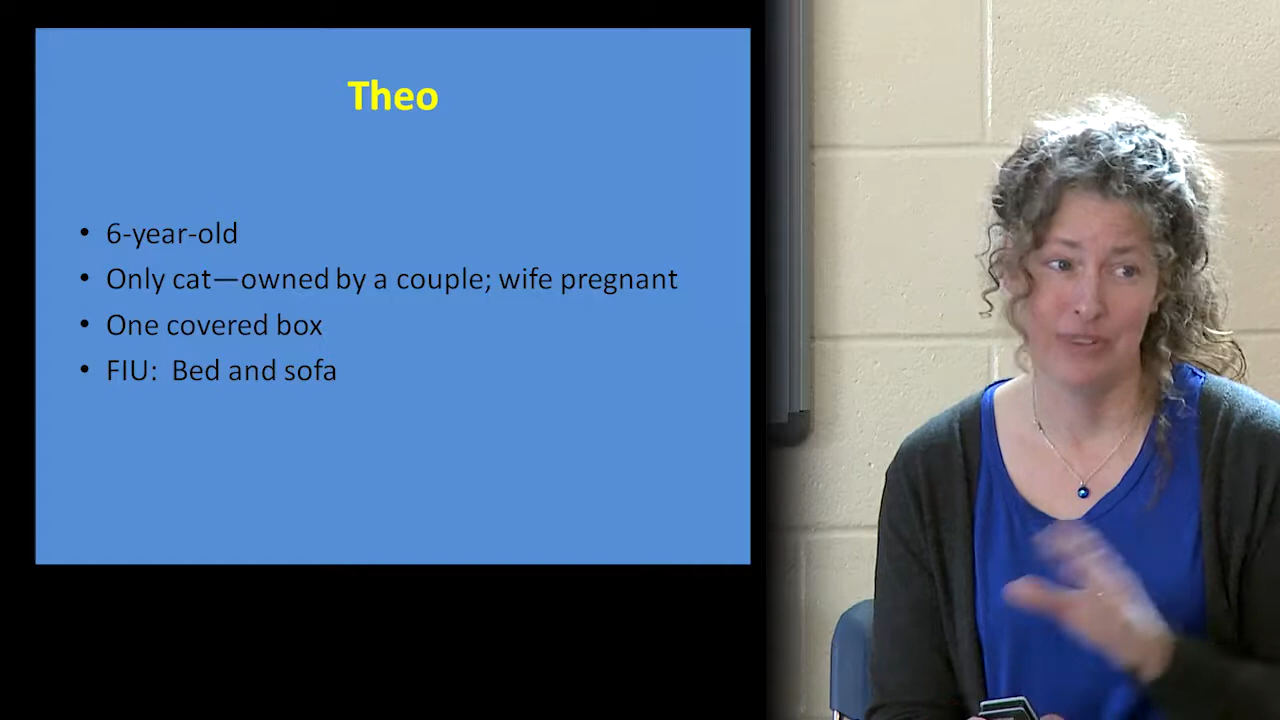 Theo
• 6-year-old
• Only cat—owned by a couple; wife pregnant
• One covered box
• FIU: Bed and sofa